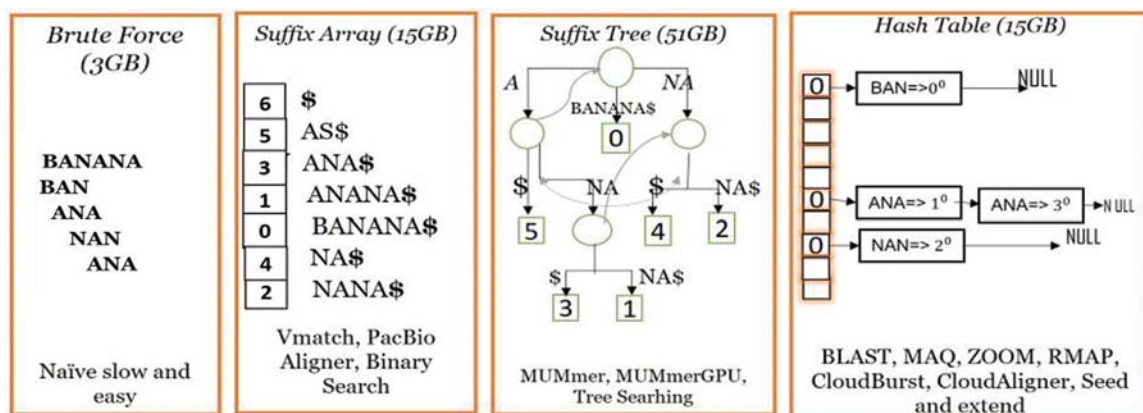 Brute Force
(3GB)
BANANA
BAN
ANA
NAN
ANA
Naïve slow and
easy
Suffix Array (15GB)
6 $
5 AS$
3 ANA$
1 ANANA$
0 BANANA$
4 NA$
2 NANA$
Vmatch, PacBio
Aligner, Binary
Search
Suffix Tree (51GB)
A NA
BANANA$
0
$ NA $ NA$
5 4 2
$ NA$
3 1
MUMmer, MUMmerGPU,
Tree Searhing
Hash Table (15GB)
0 BAN=>0⁰ NULL
0 ANA=> 1⁰ ANA=> 3⁰ NULL
0 NAN=> 2⁰ NULL
BLAST, MAQ, ZOOM, RMAP,
CloudBurst, CloudAligner, Seed
and extend